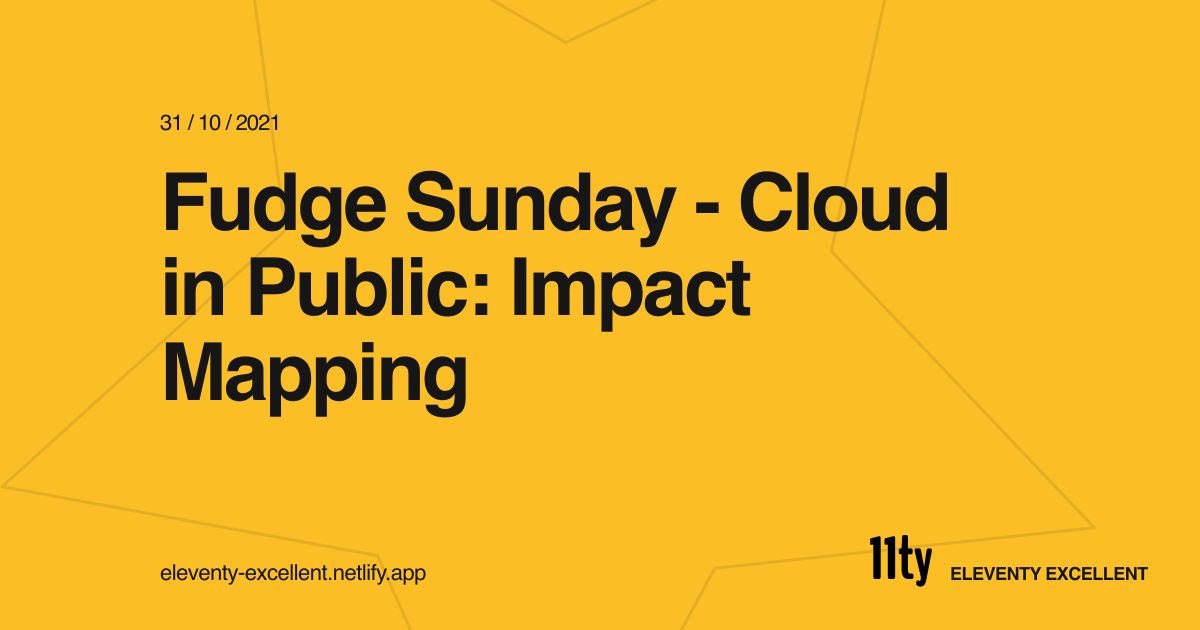 31 / 10 / 2021
Fudge Sunday - Cloud
in Public: Impact
Mapping
eleventy-excellent.netlify.app
11ty ELEVENTY EXCELLENT